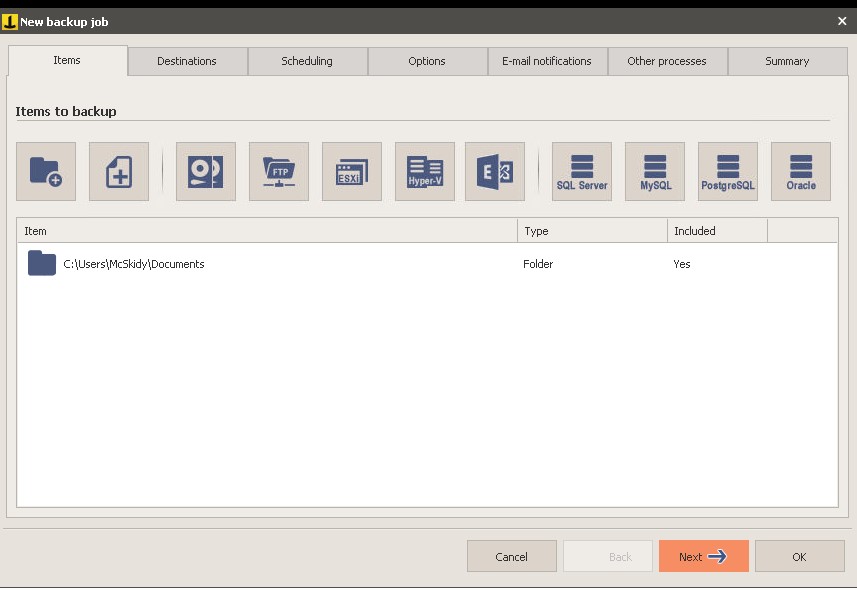 New backup job
Items Destinations Scheduling Options E-mail notifications Other processes Summary
Items to backup
FTP ESXi Hyper-V E SQL Server MySQL PostgreSQL Oracle
Item Type Included
C:\Users\McSkidy\Documents Folder Yes
Cancel Back Next OK